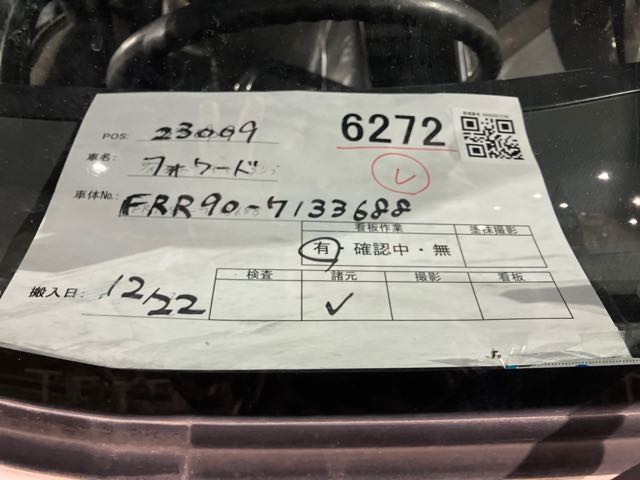 6272
POS: 23009
車名: フォワード
車体No.: FRR90-7133688
看板作業
有・確認中・無
搬入日: 12/22
検査 諸元 撮影 看板
✓